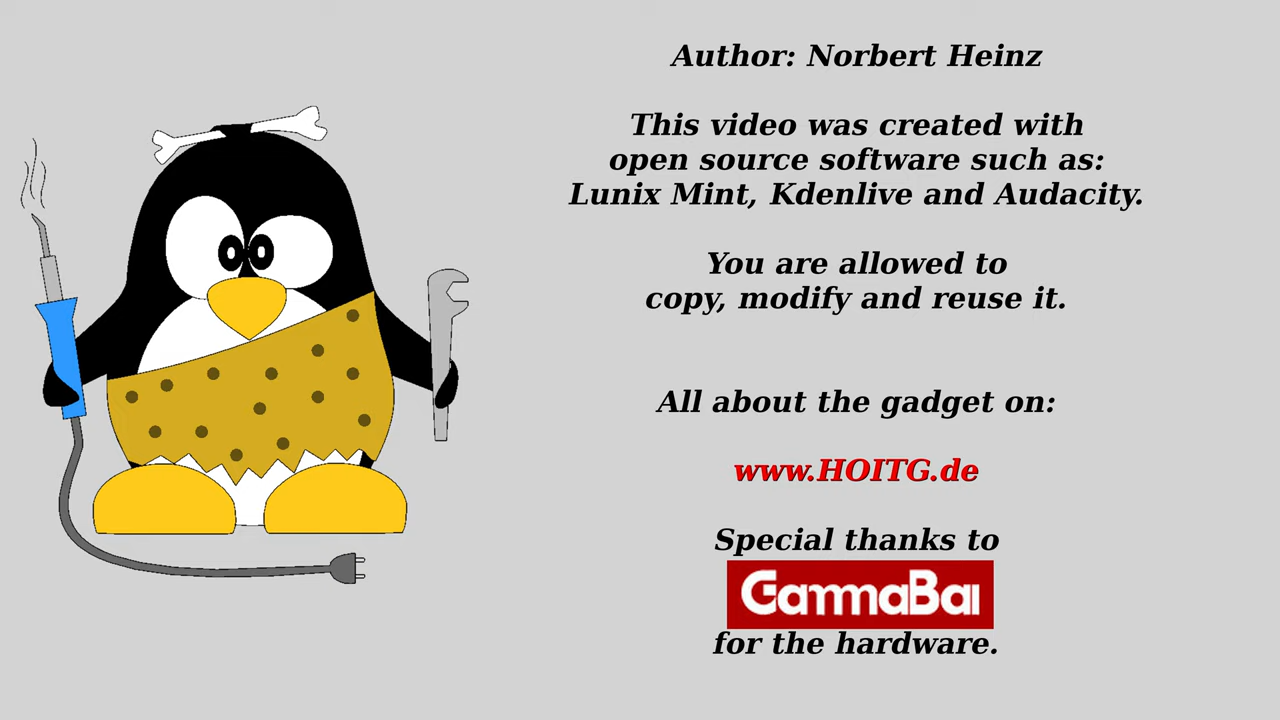 Author: Norbert Heinz
This video was created with
open source software such as:
Lunix Mint, Kdenlive and Audacity.
You are allowed to
copy, modify and reuse it.
All about the gadget on:
www.HOITG.de
Special thanks to
GammaBai
for the hardware.